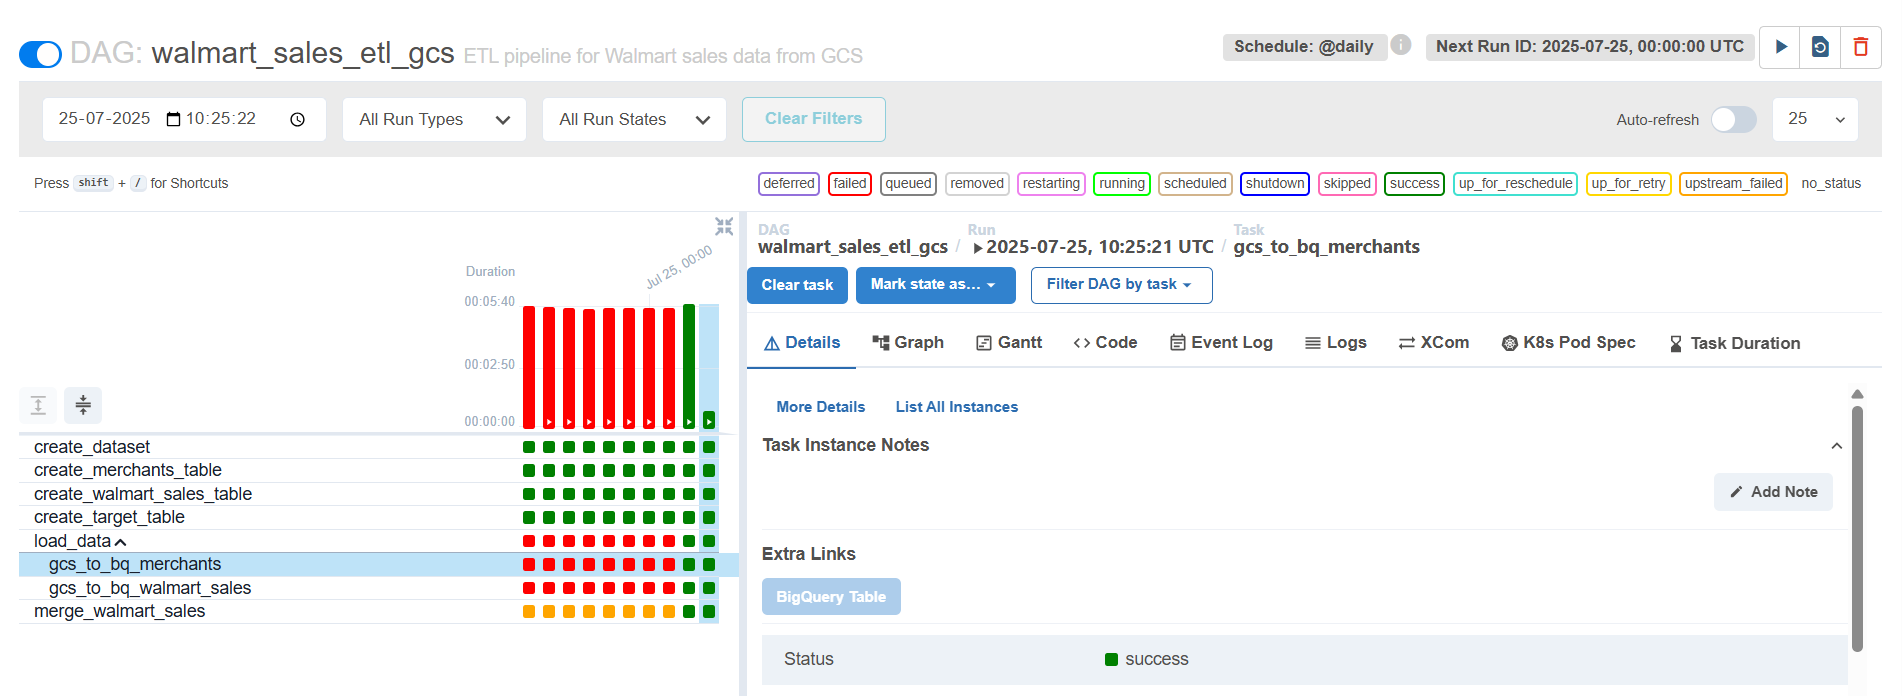 DAG: walmart_sales_etl_gcs ETL pipeline for Walmart sales data from GCS
Schedule: @daily
i
Next Run ID: 2025-07-25, 00:00:00 UTC
25-07-2025 10:25:22
All Run Types
All Run States
Clear Filters
Auto-refresh
25
Press shift + / for Shortcuts
deferred failed queued removed restarting running scheduled shutdown skipped success up_for_reschedule up_for_retry upstream_failed no_status
Duration
Jul 25, 00:00
00:05:40
00:02:50
00:00:00
create_dataset
create_merchants_table
create_walmart_sales_table
create_target_table
load_data
gcs_to_bq_merchants
gcs_to_bq_walmart_sales
merge_walmart_sales
DAG
walmart_sales_etl_gcs /
Run
2025-07-25, 10:25:21 UTC /
Task
gcs_to_bq_merchants
Clear task
Mark state as...
Filter DAG by task
Details
Graph
Gantt
Code
Event Log
Logs
XCom
K8s Pod Spec
Task Duration
More Details
List All Instances
Task Instance Notes
Add Note
Extra Links
BigQuery Table
Status
success